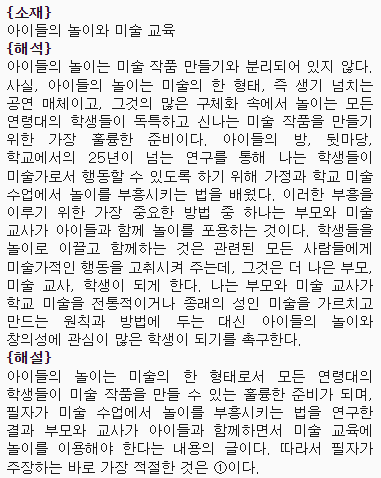 {소재}
아이들의 놀이와 미술 교육
{해석}
아이들의 놀이는 미술 작품 만들기와 분리되어 있지 않다.
사실, 아이들의 놀이는 미술의 한 형태, 즉 생기 넘치는
공연 매체이고, 그것의 많은 구체화 속에서 놀이는 모든
연령대의 학생들이 독특하고 신나는 미술 작품을 만들기
위한 가장 훌륭한 준비이다. 아이들의 방, 뒷마당,
학교에서의 25년이 넘는 연구를 통해 나는 학생들이
미술가로서 행동할 수 있도록 하기 위해 가정과 학교 미술
수업에서 놀이를 부흥시키는 법을 배웠다. 이러한 부흥을
이루기 위한 가장 중요한 방법 중 하나는 부모와 미술
교사가 아이들과 함께 놀이를 포용하는 것이다. 학생들을
놀이로 이끌고 함께하는 것은 관련된 모든 사람들에게
미술가적인 행동을 고취시켜 주는데, 그것은 더 나은 부모,
미술 교사, 학생이 되게 한다. 나는 부모와 미술 교사가
학교 미술을 전통적이거나 종래의 성인 미술을 가르치고
만드는 원칙과 방법에 두는 대신 아이들의 놀이와
창의성에 관심이 많은 학생이 되기를 촉구한다.
{해설}
아이들의 놀이는 미술의 한 형태로서 모든 연령대의
학생들이 미술 작품을 만들 수 있는 훌륭한 준비가 되며,
필자가 미술 수업에서 놀이를 부흥시키는 법을 연구한
결과 부모와 교사가 아이들과 함께하면서 미술 교육에
놀이를 이용해야 한다는 내용의 글이다. 따라서 필자가
주장하는 바로 가장 적절한 것은 ①이다.